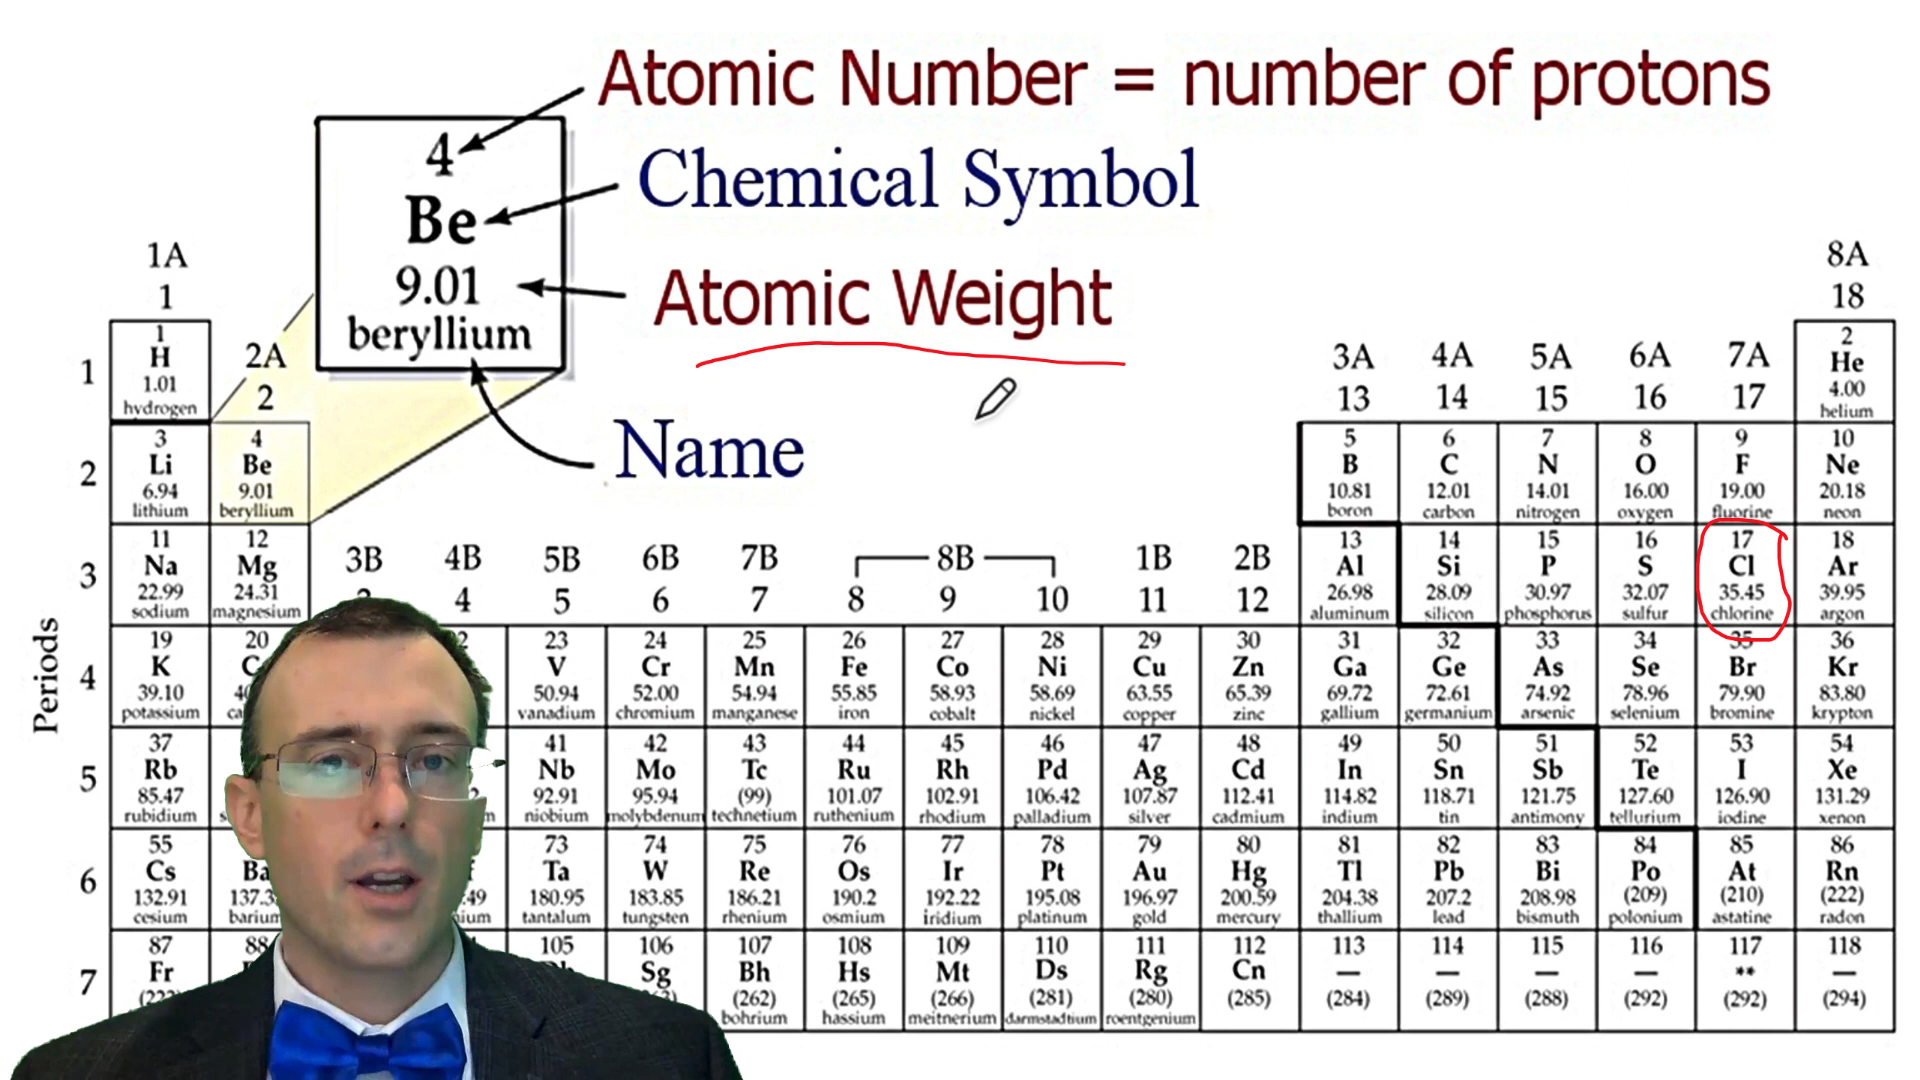 Atomic Number = number of protons
4
Be
9.01
beryllium
Chemical Symbol
Atomic Weight
Name
1A
1
2A
2
3B
4B
4
5B
5
6B
6
7B
7
8B
8
9
10
1B
11
2B
12
3A
13
4A
14
5A
15
6A
16
7A
17
8A
18
Periods
1
1
H
1.01
hydrogen
2
He
4.00
helium
2
3
Li
6.94
lithium
4
Be
9.01
beryllium
5
B
10.81
boron
6
C
12.01
carbon
7
N
14.01
nitrogen
8
O
16.00
oxygen
9
F
19.00
fluorine
10
Ne
20.18
neon
3
11
Na
22.99
sodium
12
Mg
24.31
magnesium
13
Al
26.98
aluminum
14
Si
28.09
silicon
15
P
30.97
phosphorus
16
S
32.07
sulfur
17
Cl
35.45
chlorine
18
Ar
39.95
argon
4
19
K
39.10
potassium
20
23
V
50.94
vanadium
24
Cr
52.00
chromium
25
Mn
54.94
manganese
26
Fe
55.85
iron
27
Co
58.93
cobalt
28
Ni
58.69
nickel
29
Cu
63.55
copper
30
Zn
65.39
zinc
31
Ga
69.72
gallium
32
Ge
72.61
germanium
33
As
74.92
arsenic
34
Se
78.96
selenium
35
Br
79.90
bromine
36
Kr
83.80
krypton
5
37
Rb
85.47
rubidium
41
Nb
92.91
niobium
42
Mo
95.94
molybdenum
43
Tc
(99)
technetium
44
Ru
101.07
ruthenium
45
Rh
102.91
rhodium
46
Pd
106.42
palladium
47
Ag
107.87
silver
48
Cd
112.41
cadmium
49
In
114.82
indium
50
Sn
118.71
tin
51
Sb
121.75
antimony
52
Te
127.60
tellurium
53
I
126.90
iodine
54
Xe
131.29
xenon
6
55
Cs
132.91
cesium
Ba
137.3
barium
73
Ta
180.95
tantalum
74
W
183.85
tungsten
75
Re
186.21
rhenium
76
Os
190.2
osmium
77
Ir
192.22
iridium
78
Pt
195.08
platinum
79
Au
196.97
gold
80
Hg
200.59
mercury
81
Tl
204.38
thallium
82
Pb
207.2
lead
83
Bi
208.98
bismuth
84
Po
(209)
polonium
85
At
(210)
astatine
86
Rn
(222)
radon
7
87
Fr
88
105
106
Sg
107
Bh
(262)
bohrium
108
Hs
(265)
hassium
109
Mt
(266)
meitnerium
110
Ds
(281)
darmstadtium
111
Rg
(280)
roentgenium
112
Cn
(285)
113
—
(284)
114
—
(289)
115
—
(288)
116
—
(292)
117
**
(292)
118
—
(294)